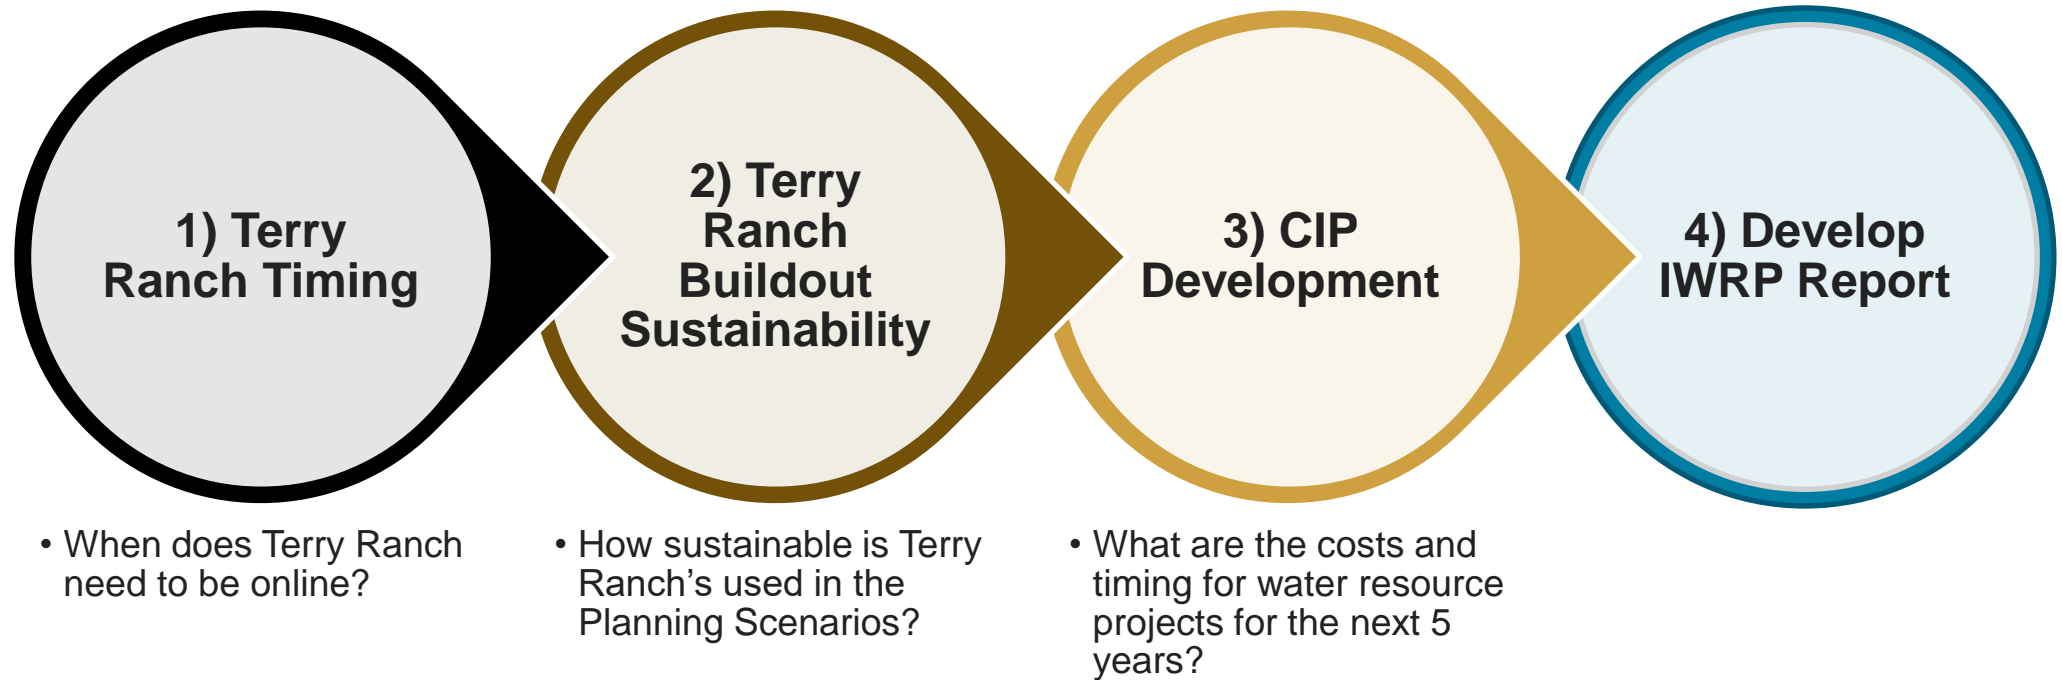 1) Terry
Ranch Timing
2) Terry
Ranch
Buildout
Sustainability
3) CIP
Development
4) Develop
IWRP Report
• When does Terry Ranch
need to be online?
• How sustainable is Terry
Ranch’s used in the
Planning Scenarios?
• What are the costs and
timing for water resource
projects for the next 5
years?